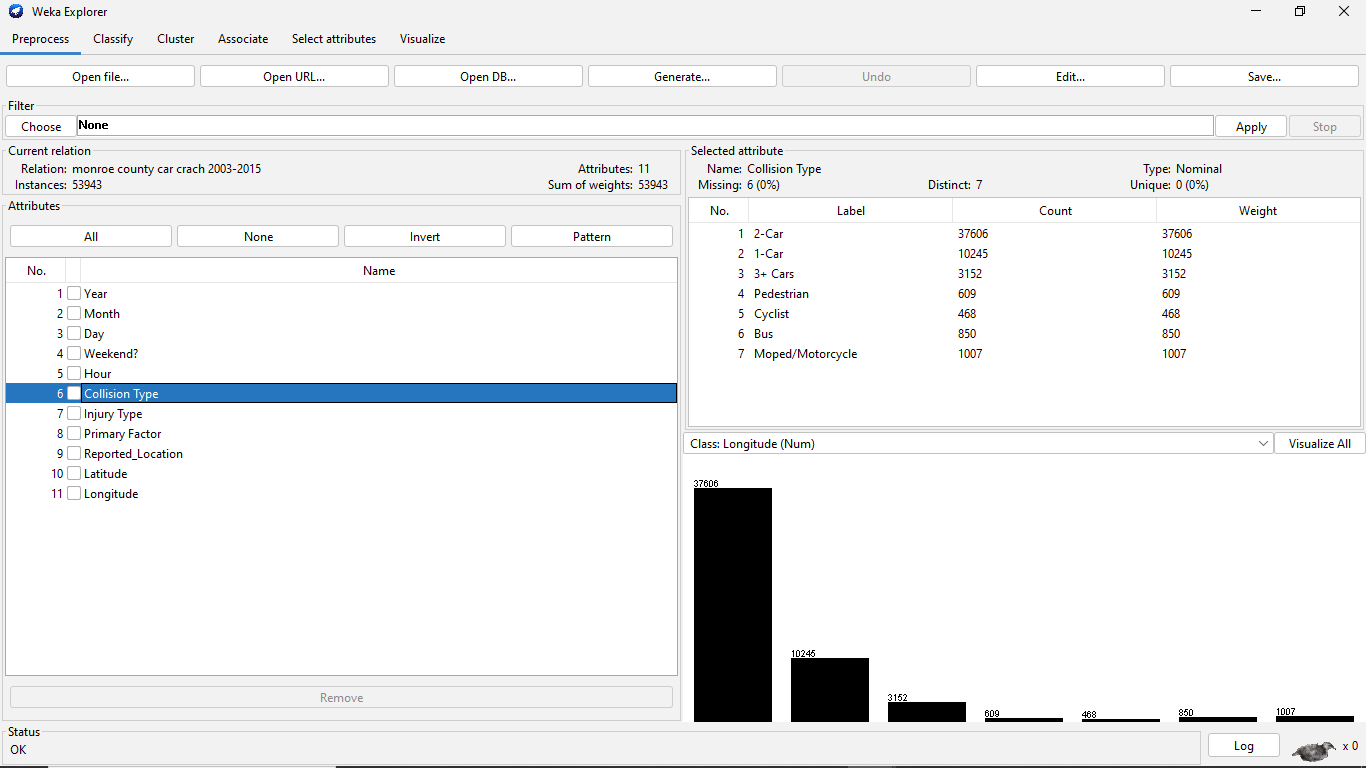 Weka Explorer
Preprocess Classify Cluster Associate Select attributes Visualize
Open file... Open URL... Open DB... Generate... Undo Edit... Save...
Filter
Choose None Apply Stop
Current relation
Relation: monroe county car crach 2003-2015 Attributes: 11
Instances: 53943 Sum of weights: 53943
Attributes
All None Invert Pattern
No. Name
1 Year
2 Month
3 Day
4 Weekend?
5 Hour
6 Collision Type
7 Injury Type
8 Primary Factor
9 Reported_Location
10 Latitude
11 Longitude
Remove
Selected attribute
Name: Collision Type Type: Nominal
Missing: 6 (0%) Distinct: 7 Unique: 0 (0%)
No. Label Count Weight
1 2-Car 37606 37606
2 1-Car 10245 10245
3 3+ Cars 3152 3152
4 Pedestrian 609 609
5 Cyclist 468 468
6 Bus 850 850
7 Moped/Motorcycle 1007 1007
Class: Longitude (Num) Visualize All
37606
10245
3152
609
468
850
1007
Status
OK
Log x 0